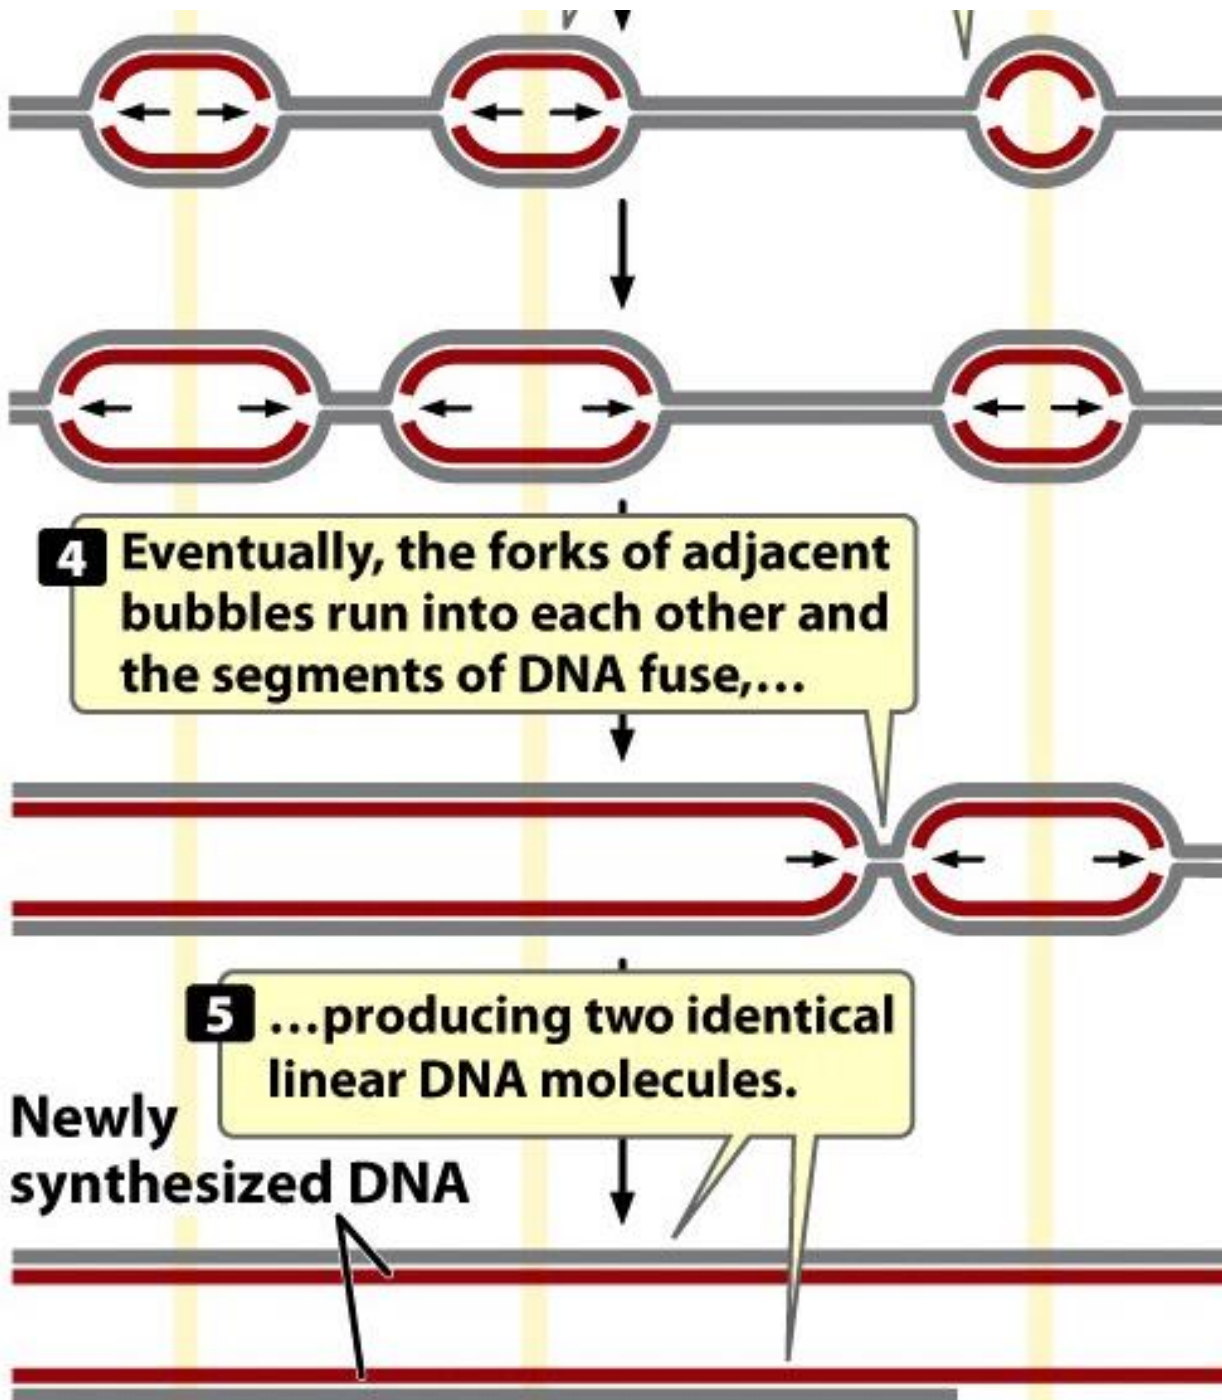 4 Eventually, the forks of adjacent
bubbles run into each other and
the segments of DNA fuse,...
5 ...producing two identical
linear DNA molecules.
Newly
synthesized DNA